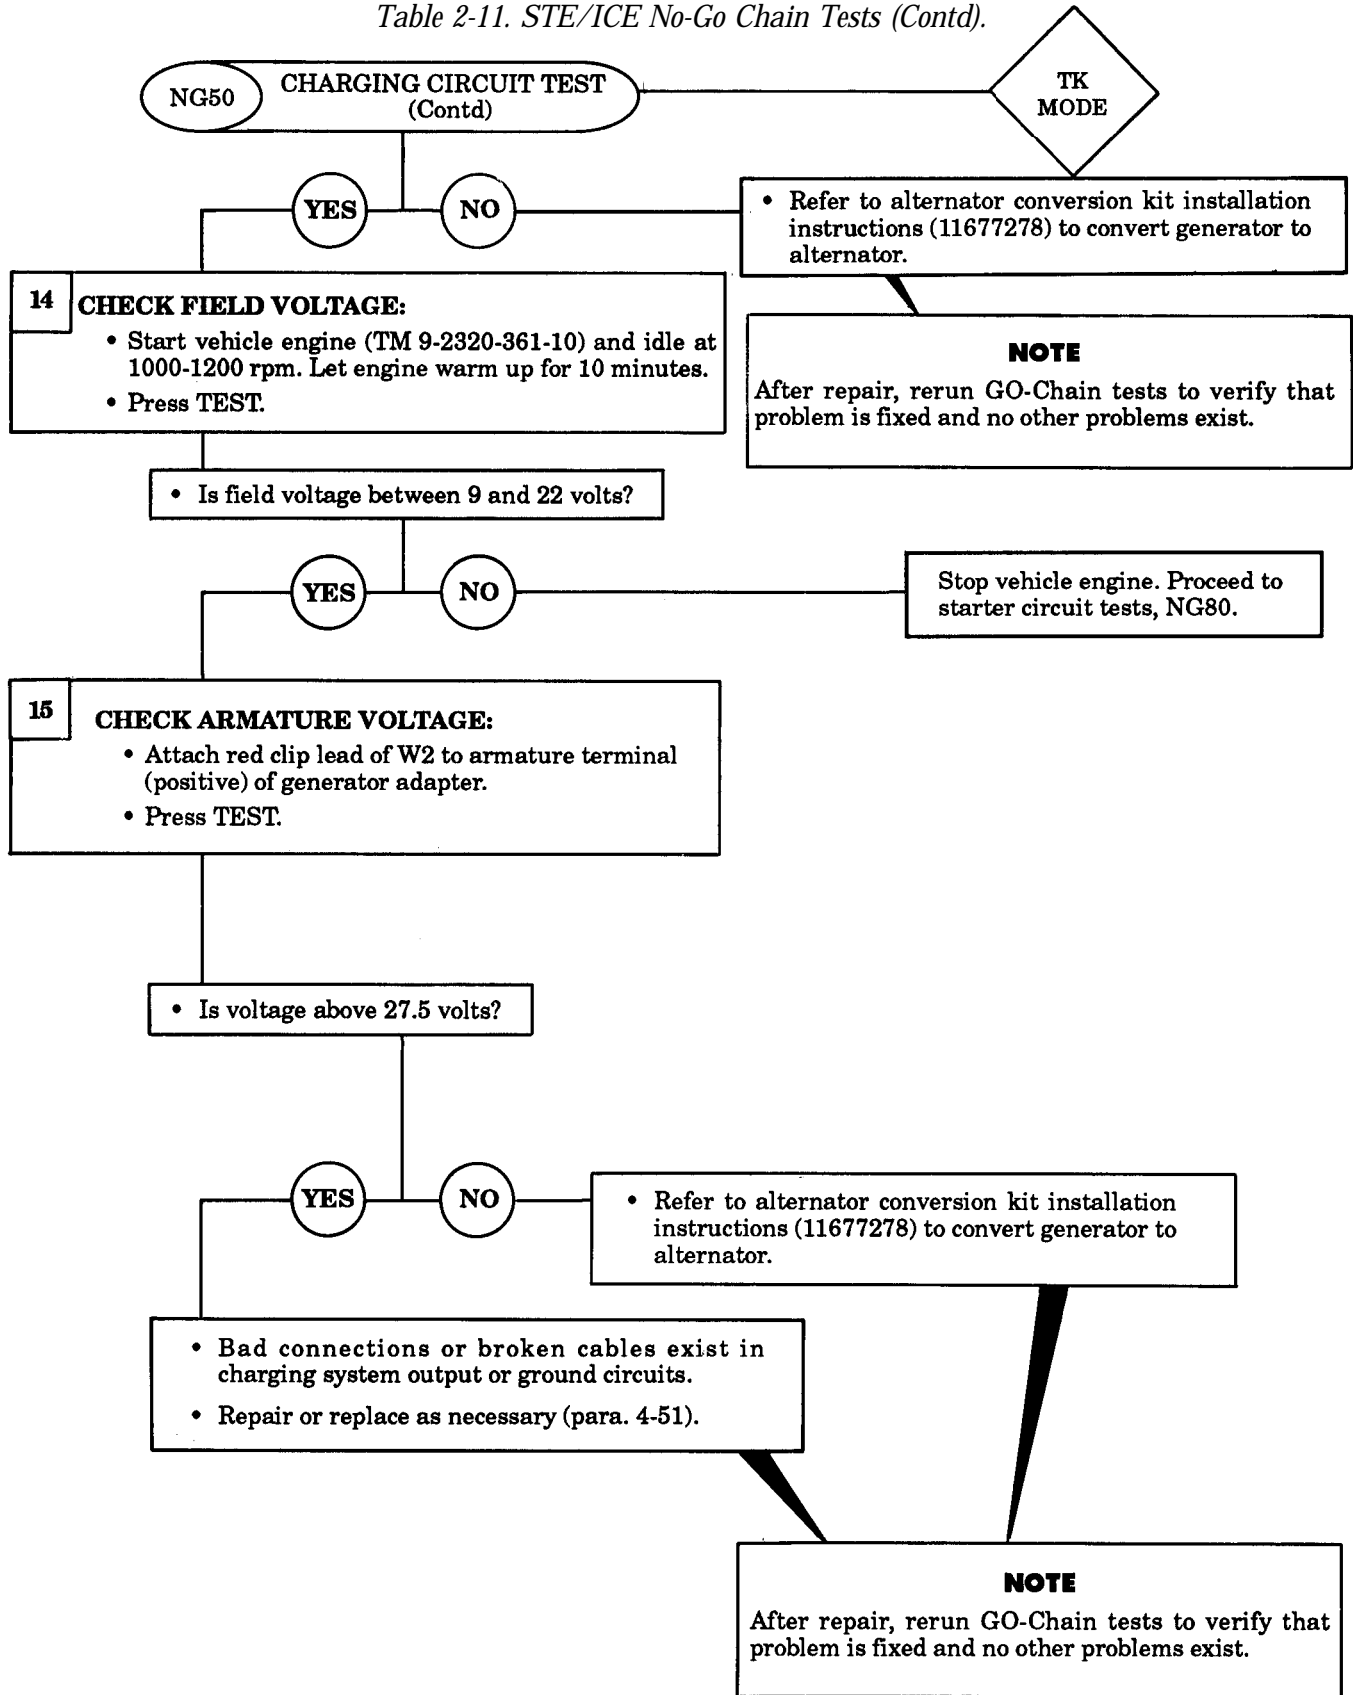 Table 2-11. STE/ICE No-Go Chain Tests (Contd).
NG50
CHARGING CIRCUIT TEST
(Contd)
TK
MODE
YES
NO
• Refer to alternator conversion kit installation
instructions (11677278) to convert generator to
alternator.
14
CHECK FIELD VOLTAGE:
• Start vehicle engine (TM 9-2320-361-10) and idle at
1000-1200 rpm. Let engine warm up for 10 minutes.
• Press TEST.
NOTE
After repair, rerun GO-Chain tests to verify that
problem is fixed and no other problems exist.
• Is field voltage between 9 and 22 volts?
YES
NO
Stop vehicle engine. Proceed to
starter circuit tests, NG80.
15
CHECK ARMATURE VOLTAGE:
• Attach red clip lead of W2 to armature terminal
(positive) of generator adapter.
• Press TEST.
• Is voltage above 27.5 volts?
YES
NO
• Refer to alternator conversion kit installation
instructions (11677278) to convert generator to
alternator.
• Bad connections or broken cables exist in
charging system output or ground circuits.
• Repair or replace as necessary (para. 4-51).
NOTE
After repair, rerun GO-Chain tests to verify that
problem is fixed and no other problems exist.